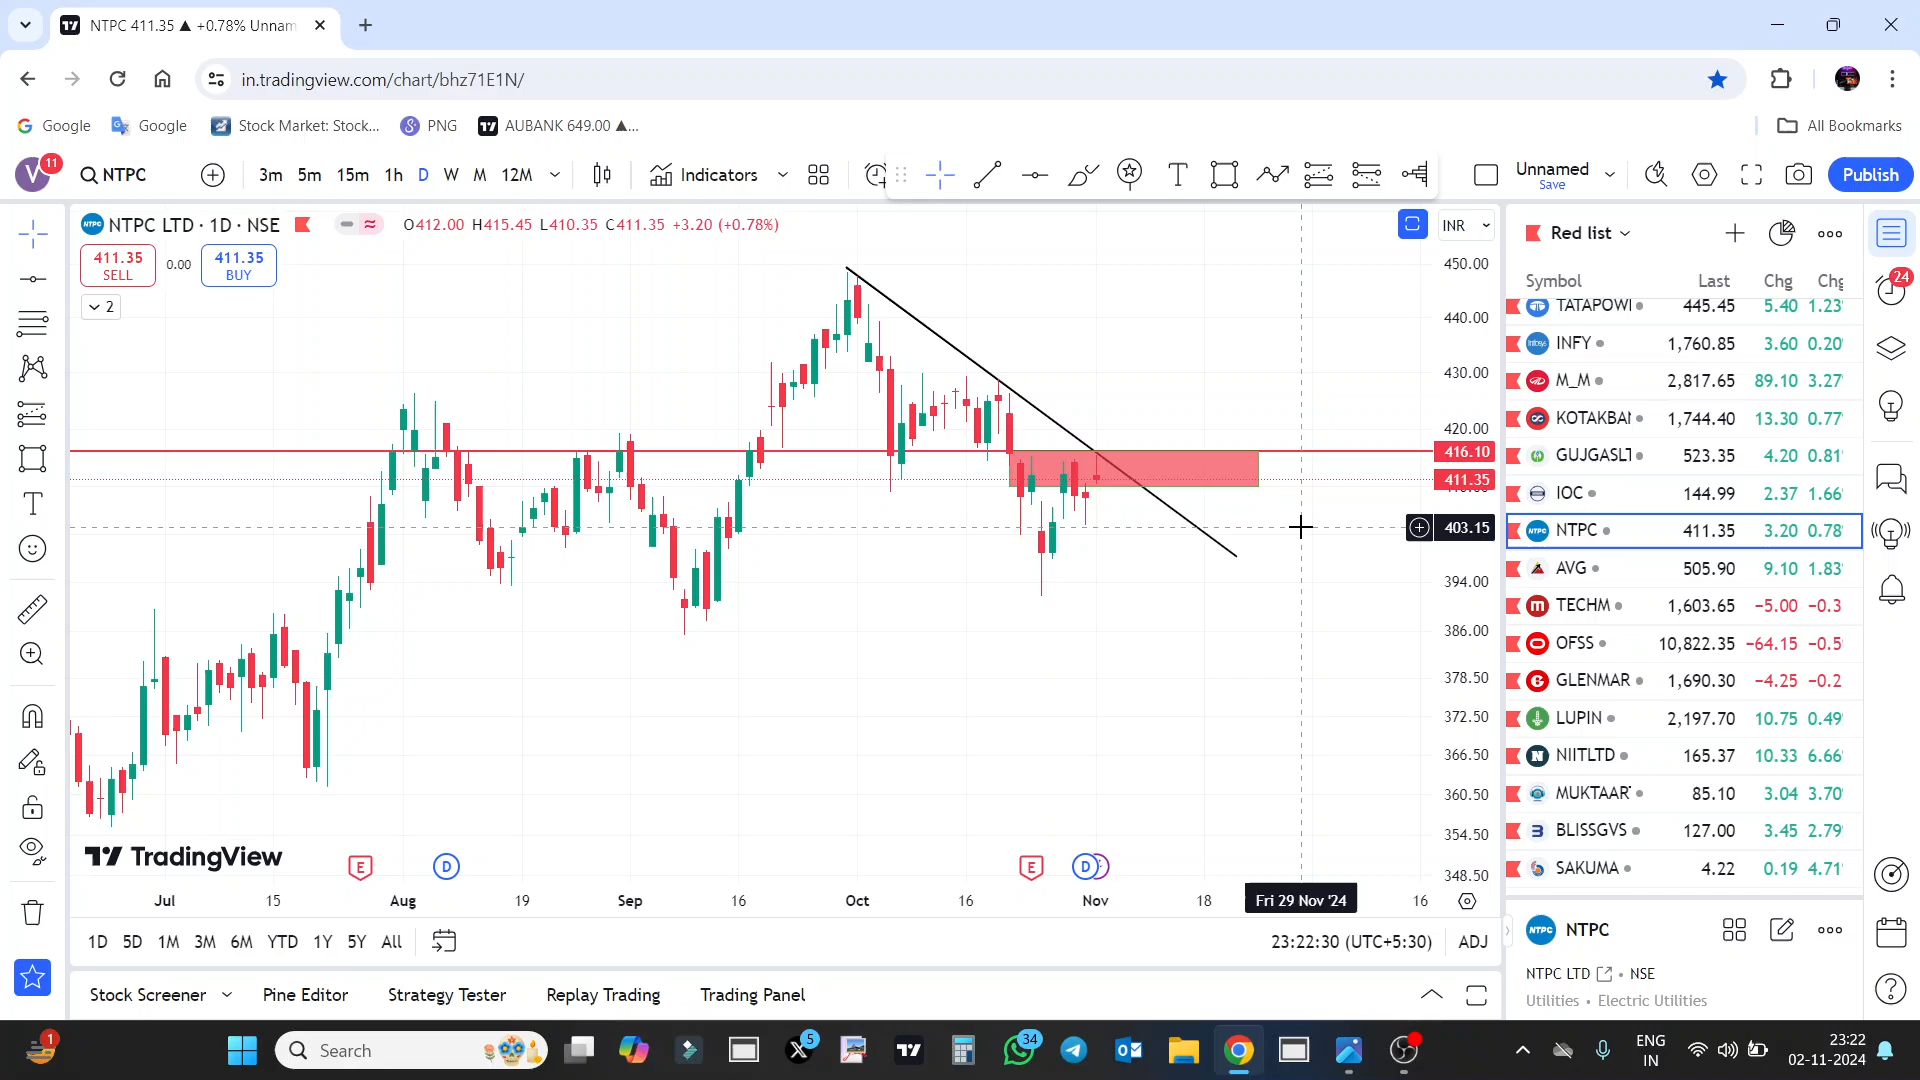 NTPC 411.35 ▲ +0.78% Unnam
in.tradingview.com/chart/bhz71E1N/
Google
Google
Stock Market: Stock...
PNG
AUBANK 649.00 ▲...
All Bookmarks
V
11
NTPC
3m 5m 15m 1h D W M 12M
Indicators
Unnamed
Save
Publish
NTPC LTD · 1D · NSE
O412.00 H415.45 L410.35 C411.35 +3.20 (+0.78%)
411.35
SELL
0.00
411.35
BUY
2
INR
450.00
440.00
430.00
420.00
416.10
411.35
403.15
394.00
386.00
378.50
372.50
366.50
360.50
354.50
348.50
TradingView
E
D
E
D
Jul
15
Aug
19
Sep
16
Oct
16
Nov
18
Fri 29 Nov '24
16
1D 5D 1M 3M 6M YTD 1Y 5Y All
23:22:30 (UTC+5:30)
ADJ
Stock Screener
Pine Editor
Strategy Tester
Replay Trading
Trading Panel
Red list
24
Symbol Last Chg Chg
TATAPOWI 445.45 5.40 1.23
INFY 1,760.85 3.60 0.20
M_M 2,817.65 89.10 3.27
KOTAKBAI 1,744.40 13.30 0.77
GUJGASLT 523.35 4.20 0.81
IOC 144.99 2.37 1.66
NTPC 411.35 3.20 0.78
AVG 505.90 9.10 1.83
TECHM 1,603.65 −5.00 −0.3
OFSS 10,822.35 −64.15 −0.5
GLENMAR 1,690.30 −4.25 −0.2
LUPIN 2,197.70 10.75 0.49
NIITLTD 165.37 10.33 6.66
MUKTAAR 85.10 3.04 3.70
BLISSGVS 127.00 3.45 2.79
SAKUMA 4.22 0.19 4.71
NTPC
NTPC LTD • NSE
Utilities • Electric Utilities
1
Search
5
34
ENG
IN
23:22
02-11-2024